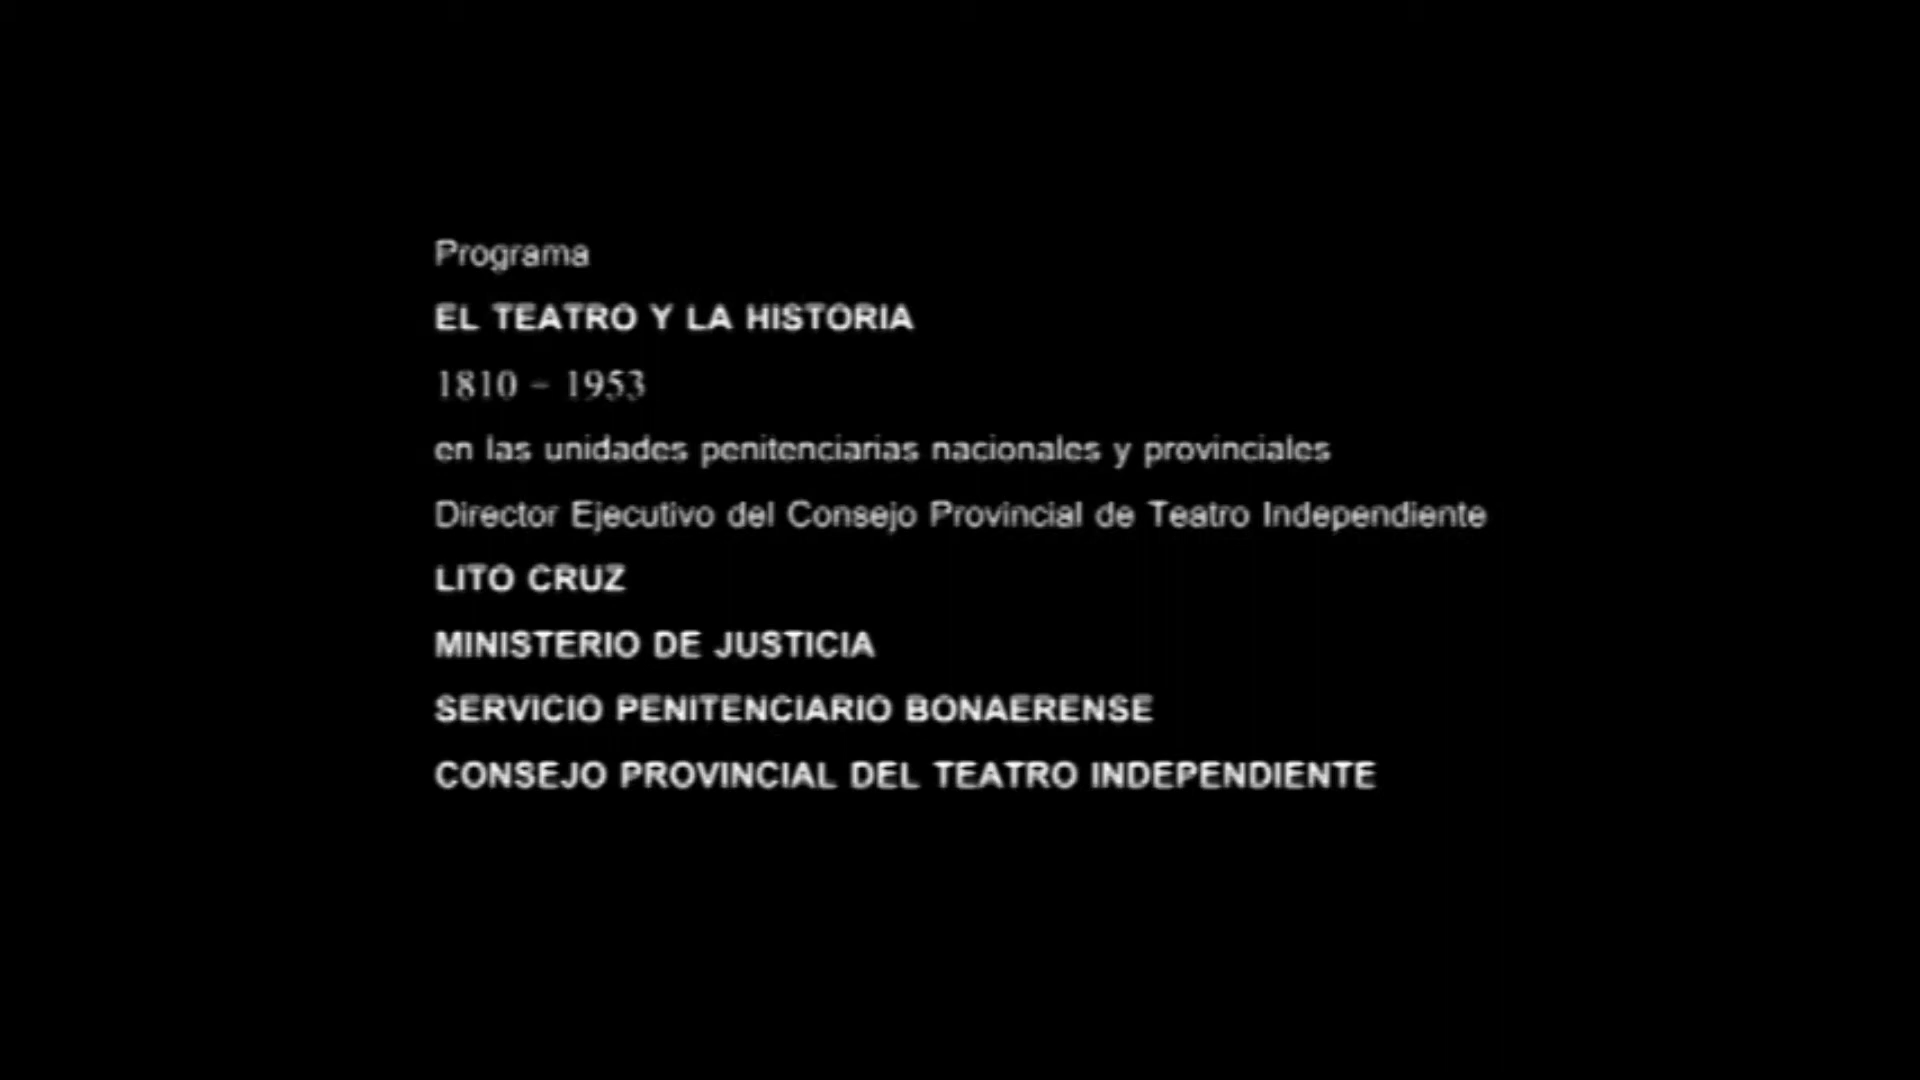 Programa
EL TEATRO Y LA HISTORIA
1810 - 1953
en las unidades penitenciarias nacionales y provinciales
Director Ejecutivo del Consejo Provincial de Teatro Independiente
LITO CRUZ
MINISTERIO DE JUSTICIA
SERVICIO PENITENCIARIO BONAERENSE
CONSEJO PROVINCIAL DEL TEATRO INDEPENDIENTE